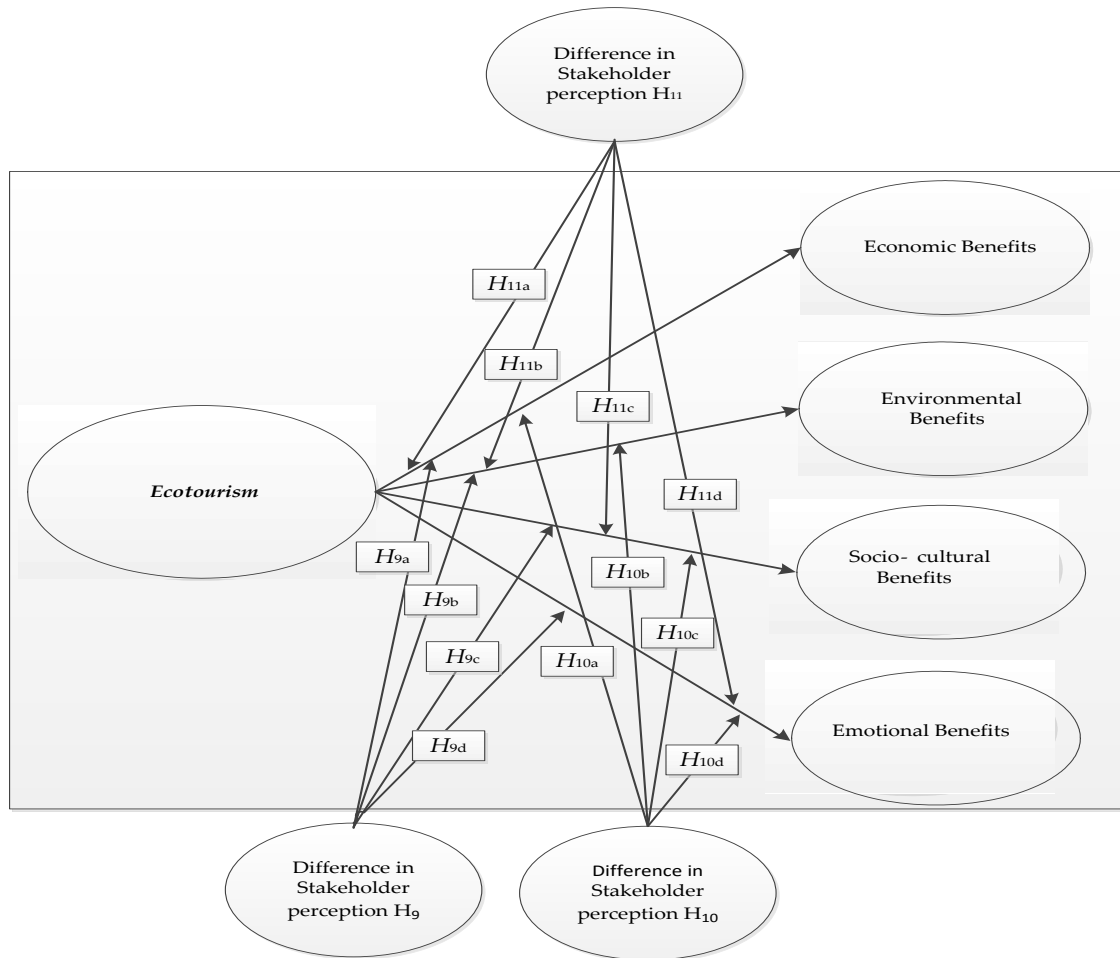 Difference in
Stakeholder
perception H11
Economic Benefits
H11a
H11b
Environmental
Benefits
H11c
Ecotourism
H11d
Socio- cultural
Benefits
H9a
H10b
H9b
H10c
H9c
H10a
Emotional Benefits
H9d
H10d
Difference in
Stakeholder
perception H9
Difference in
Stakeholder
perception H10